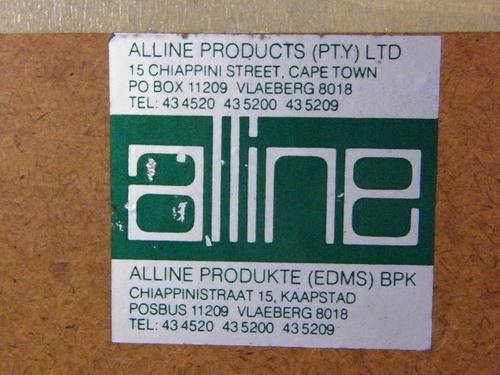 ALLINE PRODUCTS (PTY) LTD
15 CHIAPPINI STREET, CAPE TOWN
PO BOX 11209 VLAEBERG 8018
TEL: 43 4520 43 5200 43 5209
alline
ALLINE PRODUKTE (EDMS) BPK
CHIAPPINISTRAAT 15, KAAPSTAD
POSBUS 11209 VLAEBERG 8018
TEL: 43 4520 43 5200 43 5209